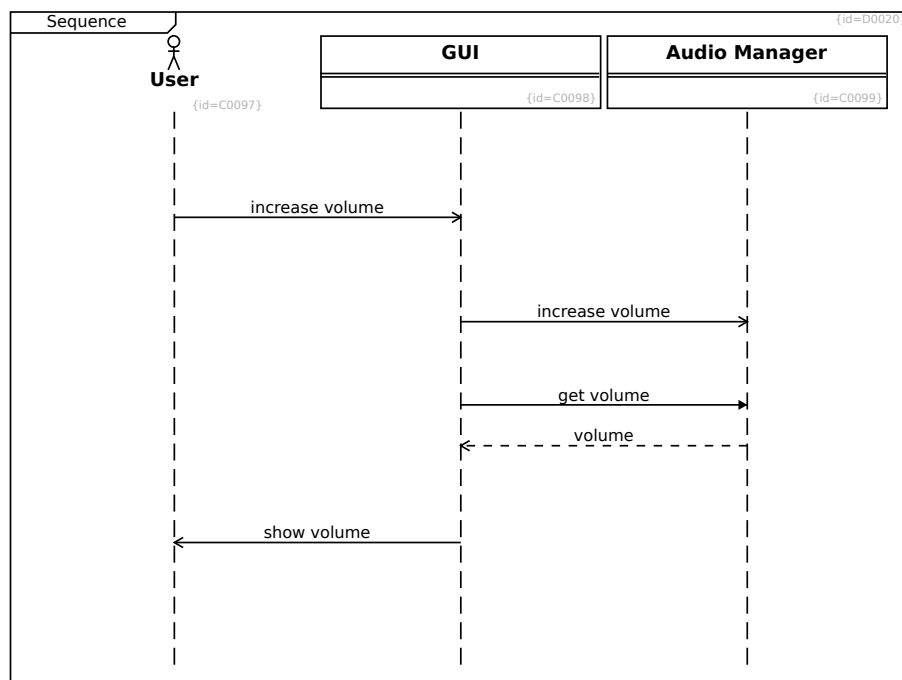 Sequence
{id=D0020}
User
{id=C0097}
GUI
{id=C0098}
Audio Manager
{id=C0099}
increase volume
increase volume
get volume
volume
show volume